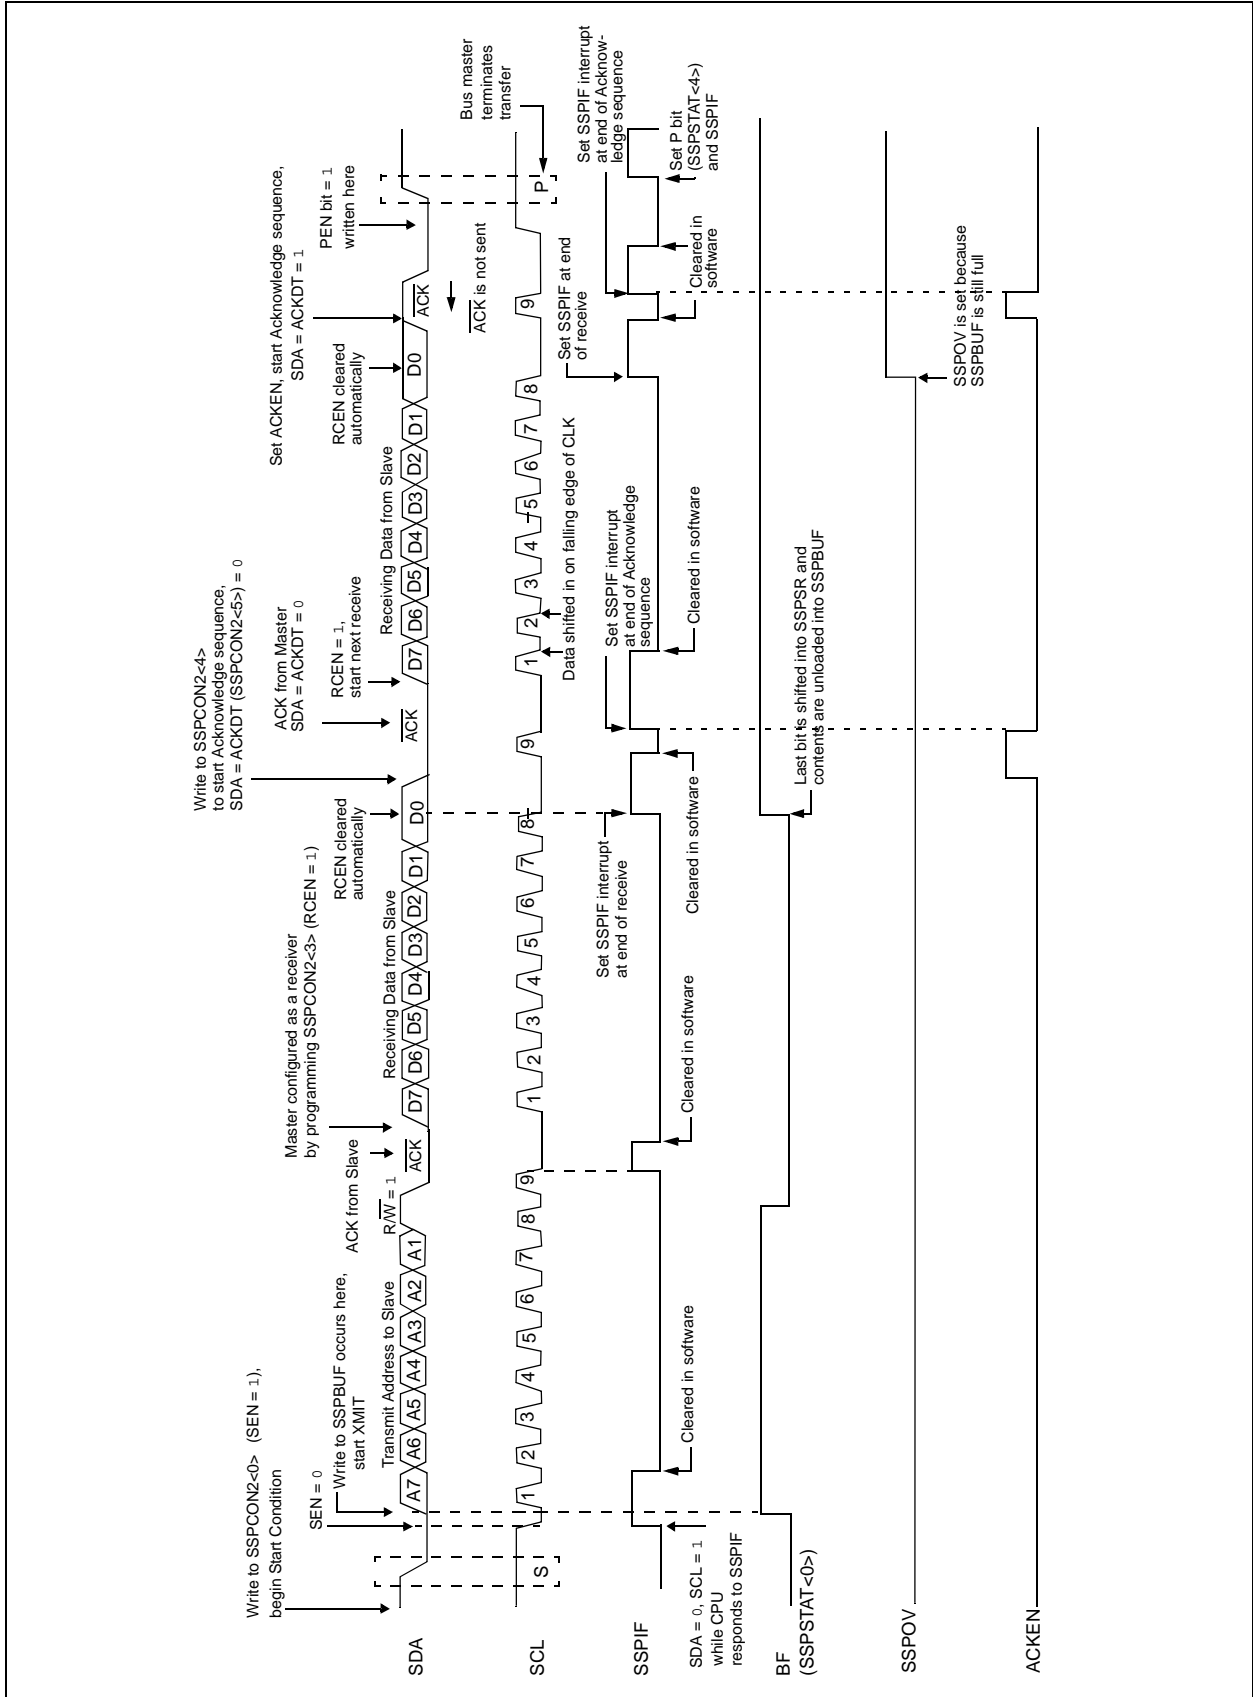 Write to SSPCON2<0> (SEN = 1),
begin Start Condition
SEN = 0
Write to SSPBUF occurs here,
start XMIT
ACK from Slave
Master configured as a receiver
by programming SSPCON2<3> (RCEN = 1)
RCEN cleared
automatically
Write to SSPCON2<4>
to start Acknowledge sequence,
SDA = ACKDT (SSPCON2<5>) = 0
ACK from Master
SDA = ACKDT = 0
RCEN = 1,
start next receive
RCEN cleared
automatically
Set ACKEN, start Acknowledge sequence,
SDA = ACKDT = 1
PEN bit = 1
written here
Transmit Address to Slave
R/W = 1
Receiving Data from Slave
Receiving Data from Slave
SDA
A7 A6 A5 A4 A3 A2 A1
ACK
D7 D6 D5 D4 D3 D2 D1 D0
ACK
D7 D6 D5 D4 D3 D2 D1 D0
ACK
ACK is not sent
Bus master
terminates
transfer
SCL
S
1 2 3 4 5 6 7 8 9
1 2 3 4 5 6 7 8 9
1 2 3 4 5 6 7 8 9
P
Data shifted in on falling edge of CLK
Set SSPIF interrupt
at end of receive
Set SSPIF interrupt
at end of Acknowledge
sequence
Set SSPIF at end
of receive
Set SSPIF interrupt
at end of Acknow-
ledge sequence
SSPIF
SDA = 0, SCL = 1
while CPU
responds to SSPIF
Cleared in software
Cleared in software
Cleared in software
Cleared in software
Cleared in
software
Set P bit
(SSPSTAT<4>)
and SSPIF
BF
(SSPSTAT<0>)
Last bit is shifted into SSPSR and
contents are unloaded into SSPBUF
SSPOV
SSPOV is set because
SSPBUF is still full
ACKEN